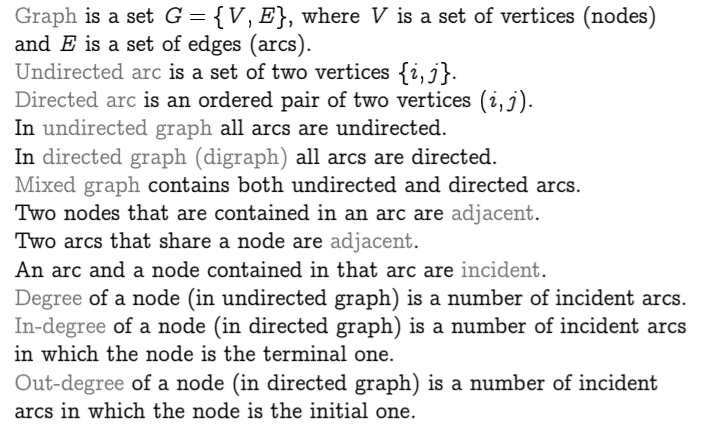 Graph is a set G = {V, E}, where V is a set of vertices (nodes)
and E is a set of edges (arcs).
Undirected arc is a set of two vertices {i, j}.
Directed arc is an ordered pair of two vertices (i, j).
In undirected graph all arcs are undirected.
In directed graph (digraph) all arcs are directed.
Mixed graph contains both undirected and directed arcs.
Two nodes that are contained in an arc are adjacent.
Two arcs that share a node are adjacent.
An arc and a node contained in that arc are incident.
Degree of a node (in undirected graph) is a number of incident arcs.
In-degree of a node (in directed graph) is a number of incident arcs
in which the node is the terminal one.
Out-degree of a node (in directed graph) is a number of incident
arcs in which the node is the initial one.